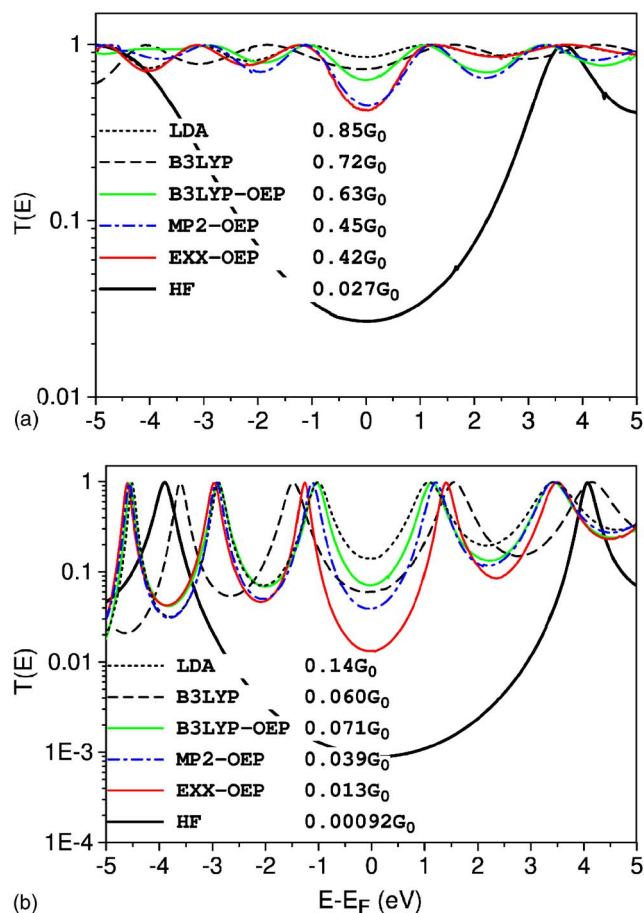 1
T(E)
LDA 0.85G₀
B3LYP 0.72G₀
B3LYP-OEP 0.63G₀
0.1
MP2-OEP 0.45G₀
EXX-OEP 0.42G₀
HF 0.027G₀
0.01
-5 -4 -3 -2 -1 0 1 2 3 4 5
(a)
1
T(E)
0.1
0.01
LDA 0.14G₀
B3LYP 0.060G₀
B3LYP-OEP 0.071G₀
1E-3
MP2-OEP 0.039G₀
EXX-OEP 0.013G₀
HF 0.00092G₀
1E-4
-5 -4 -3 -2 -1 0 1 2 3 4 5
(b)
E-E_F (eV)